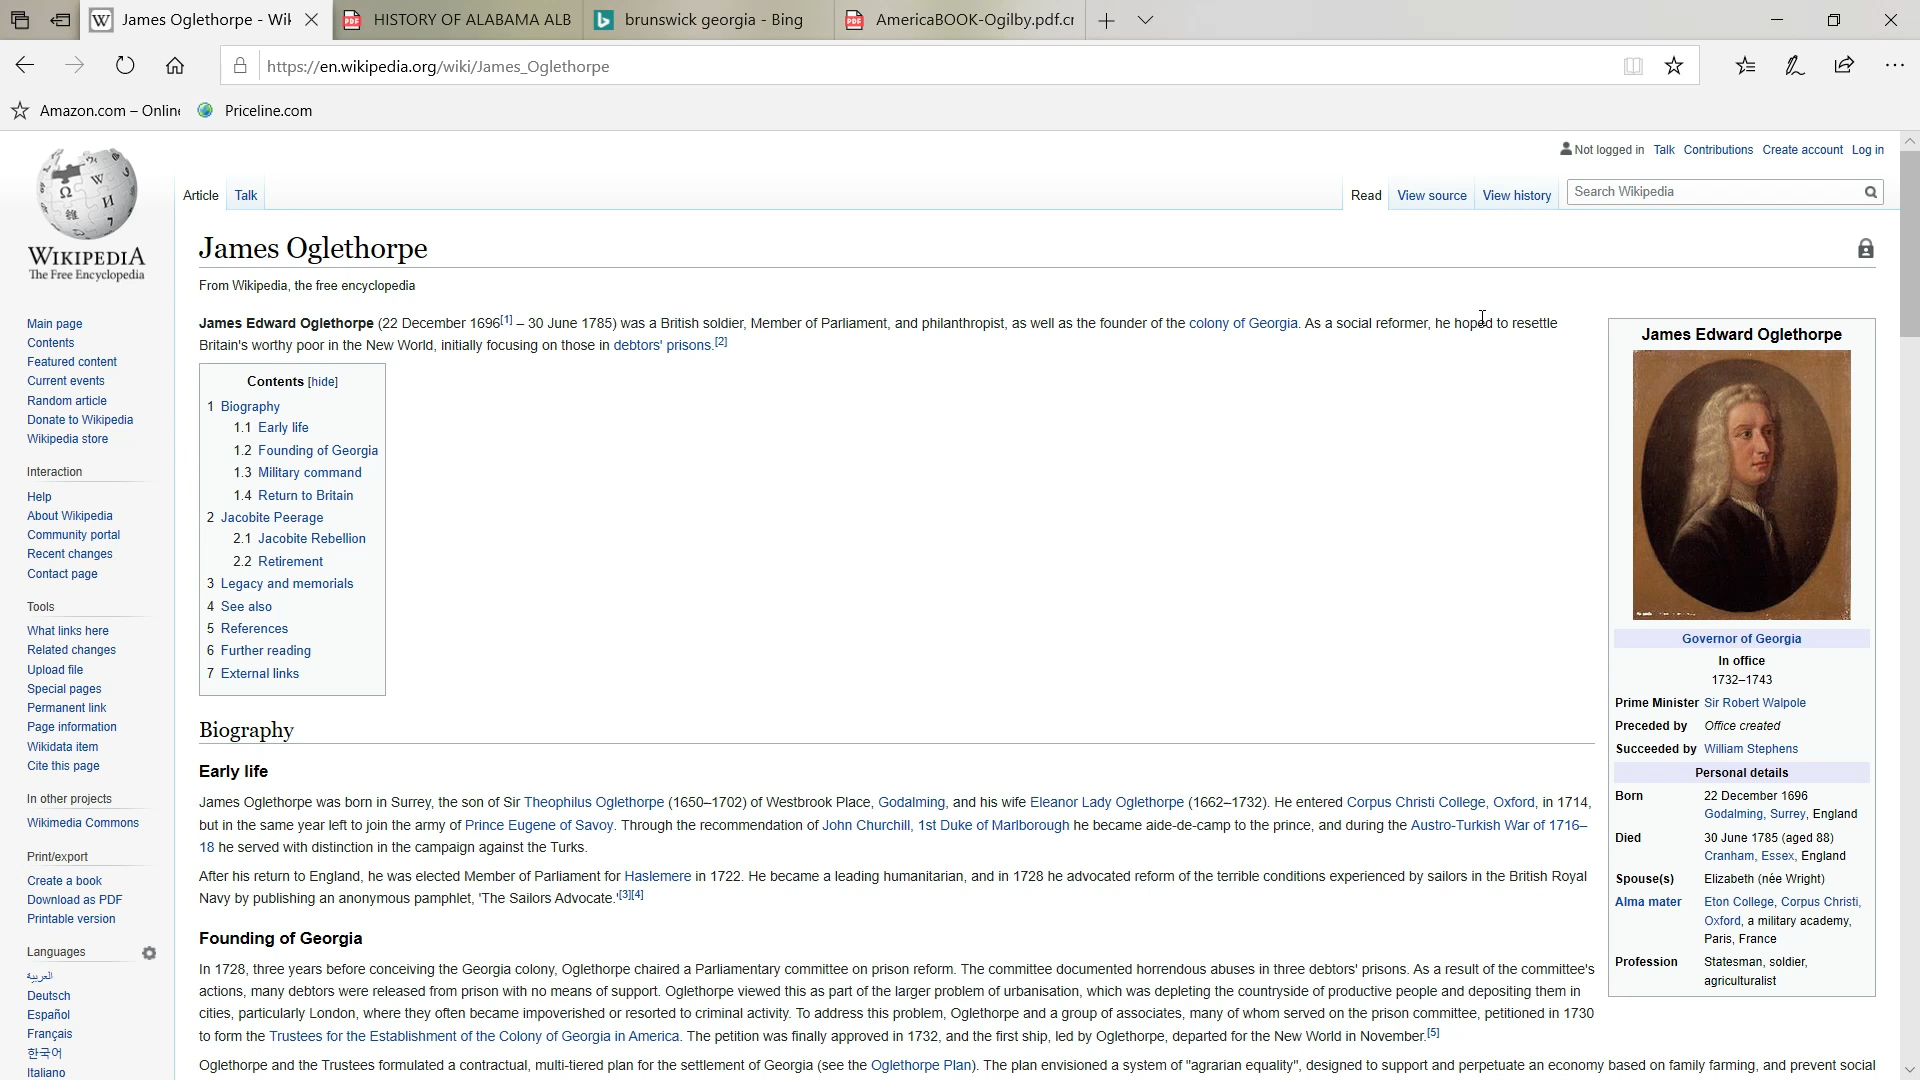 James Oglethorpe - Wik
HISTORY OF ALABAMA ALB
brunswick georgia - Bing
AmericaBOOK-Ogilby.pdf.cr
https://en.wikipedia.org/wiki/James_Oglethorpe
Amazon.com – Online
Priceline.com
Not logged in Talk Contributions Create account Log in
Article Talk
Read View source View history Search Wikipedia
WIKIPEDIA
The Free Encyclopedia
Main page
Contents
Featured content
Current events
Random article
Donate to Wikipedia
Wikipedia store
Interaction
Help
About Wikipedia
Community portal
Recent changes
Contact page
Tools
What links here
Related changes
Upload file
Special pages
Permanent link
Page information
Wikidata item
Cite this page
In other projects
Wikimedia Commons
Print/export
Create a book
Download as PDF
Printable version
Languages
العربية
Deutsch
Español
Français
한국어
Italiano
James Oglethorpe
From Wikipedia, the free encyclopedia
James Edward Oglethorpe (22 December 1696[1] – 30 June 1785) was a British soldier, Member of Parliament, and philanthropist, as well as the founder of the colony of Georgia. As a social reformer, he hoped to resettle
Britain's worthy poor in the New World, initially focusing on those in debtors' prisons.[2]
Contents [hide]
1 Biography
1.1 Early life
1.2 Founding of Georgia
1.3 Military command
1.4 Return to Britain
2 Jacobite Peerage
2.1 Jacobite Rebellion
2.2 Retirement
3 Legacy and memorials
4 See also
5 References
6 Further reading
7 External links
Biography
Early life
James Oglethorpe was born in Surrey, the son of Sir Theophilus Oglethorpe (1650–1702) of Westbrook Place, Godalming, and his wife Eleanor Lady Oglethorpe (1662–1732). He entered Corpus Christi College, Oxford, in 1714,
but in the same year left to join the army of Prince Eugene of Savoy. Through the recommendation of John Churchill, 1st Duke of Marlborough he became aide-de-camp to the prince, and during the Austro-Turkish War of 1716–
18 he served with distinction in the campaign against the Turks.
After his return to England, he was elected Member of Parliament for Haslemere in 1722. He became a leading humanitarian, and in 1728 he advocated reform of the terrible conditions experienced by sailors in the British Royal
Navy by publishing an anonymous pamphlet, 'The Sailors Advocate.'[3][4]
Founding of Georgia
In 1728, three years before conceiving the Georgia colony, Oglethorpe chaired a Parliamentary committee on prison reform. The committee documented horrendous abuses in three debtors' prisons. As a result of the committee's
actions, many debtors were released from prison with no means of support. Oglethorpe viewed this as part of the larger problem of urbanisation, which was depleting the countryside of productive people and depositing them in
cities, particularly London, where they often became impoverished or resorted to criminal activity. To address this problem, Oglethorpe and a group of associates, many of whom served on the prison committee, petitioned in 1730
to form the Trustees for the Establishment of the Colony of Georgia in America. The petition was finally approved in 1732, and the first ship, led by Oglethorpe, departed for the New World in November.[5]
Oglethorpe and the Trustees formulated a contractual, multi-tiered plan for the settlement of Georgia (see the Oglethorpe Plan). The plan envisioned a system of "agrarian equality", designed to support and perpetuate an economy based on family farming, and prevent social
James Edward Oglethorpe
Governor of Georgia
In office
1732–1743
Prime Minister Sir Robert Walpole
Preceded by Office created
Succeeded by William Stephens
Personal details
Born 22 December 1696
Godalming, Surrey, England
Died 30 June 1785 (aged 88)
Cranham, Essex, England
Spouse(s) Elizabeth (née Wright)
Alma mater Eton College, Corpus Christi,
Oxford, a military academy,
Paris, France
Profession Statesman, soldier,
agriculturalist